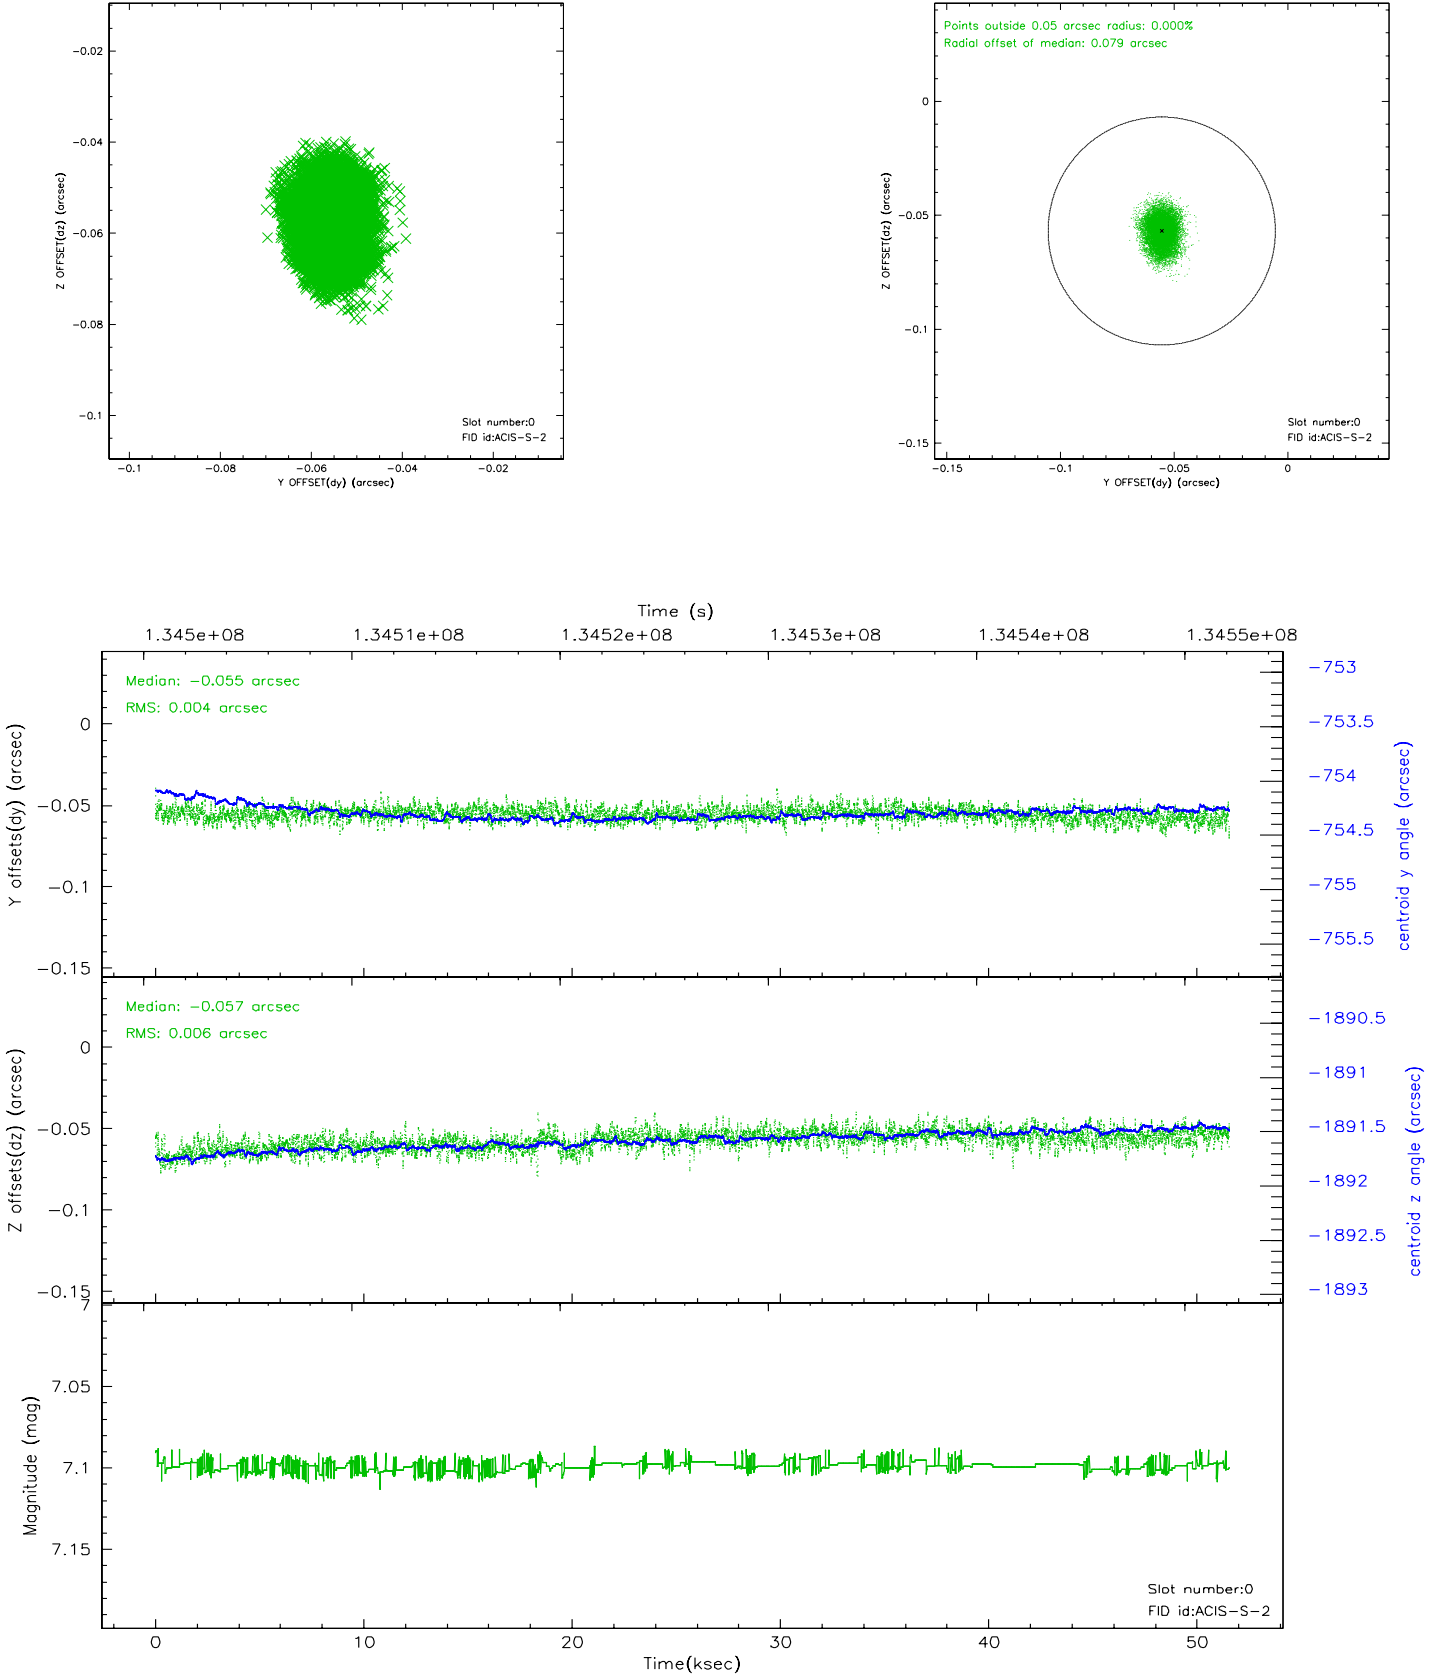 -0.02
-0.04
-0.06
-0.08
-0.1
Z OFFSET(dz) (arcsec)
Slot number:0
FID id:ACIS-S-2
-0.1 -0.08 -0.06 -0.04 -0.02
Y OFFSET(dy) (arcsec)
Points outside 0.05 arcsec radius: 0.000%
Radial offset of median: 0.079 arcsec
0
-0.05
-0.1
-0.15
Z OFFSET(dz) (arcsec)
Slot number:0
FID id:ACIS-S-2
-0.15 -0.1 -0.05 0
Y OFFSET(dy) (arcsec)
Time (s)
1.345e+08 1.3451e+08 1.3452e+08 1.3453e+08 1.3454e+08 1.3455e+08
Median: -0.055 arcsec
RMS: 0.004 arcsec
0
-0.05
-0.1
-0.15
Y offsets(dy) (arcsec)
-753
-753.5
-754
-754.5
-755
-755.5
centroid y angle (arcsec)
Median: -0.057 arcsec
RMS: 0.006 arcsec
0
-0.05
-0.1
-0.15
Z offsets(dz) (arcsec)
-1890.5
-1891
-1891.5
-1892
-1892.5
-1893
centroid z angle (arcsec)
7
7.05
7.1
7.15
Magnitude (mag)
Slot number:0
FID id:ACIS-S-2
0 10 20 30 40 50
Time(ksec)